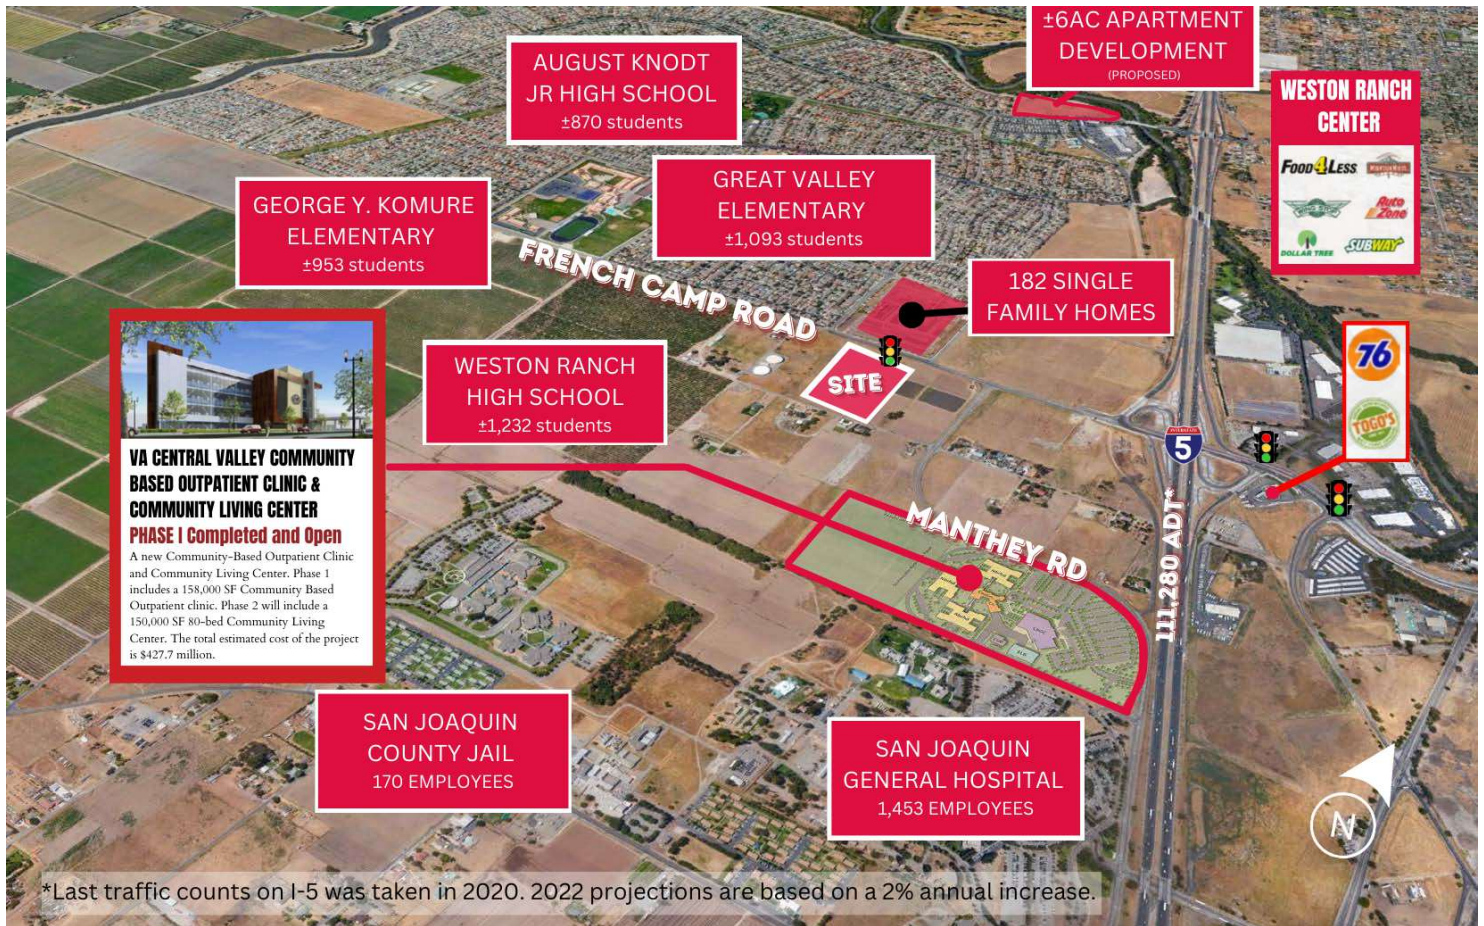 ±6AC APARTMENT
DEVELOPMENT
(PROPOSED)
AUGUST KNODT
JR HIGH SCHOOL
±870 students
WESTON RANCH
CENTER
FOOD4LESS
Auto
Zone
DOLLAR TREE
SUBWAY
GEORGE Y. KOMURE
ELEMENTARY
±953 students
GREAT VALLEY
ELEMENTARY
±1,093 students
FRENCH CAMP ROAD
182 SINGLE
FAMILY HOMES
SITE
76
TOGO'S
WESTON RANCH
HIGH SCHOOL
±1,232 students
INTERSTATE
5
111,280 ADT*
MANTHEY RD
VA CENTRAL VALLEY COMMUNITY
BASED OUTPATIENT CLINIC &
COMMUNITY LIVING CENTER
PHASE I Completed and Open
A new Community-Based Outpatient Clinic
and Community Living Center. Phase 1
includes a 158,000 SF Community Based
Outpatient clinic. Phase 2 will include a
150,000 SF 80-bed Community Living
Center. The total estimated cost of the project
is $427.7 million.
SAN JOAQUIN
COUNTY JAIL
170 EMPLOYEES
SAN JOAQUIN
GENERAL HOSPITAL
1,453 EMPLOYEES
N
*Last traffic counts on I-5 was taken in 2020. 2022 projections are based on a 2% annual increase.